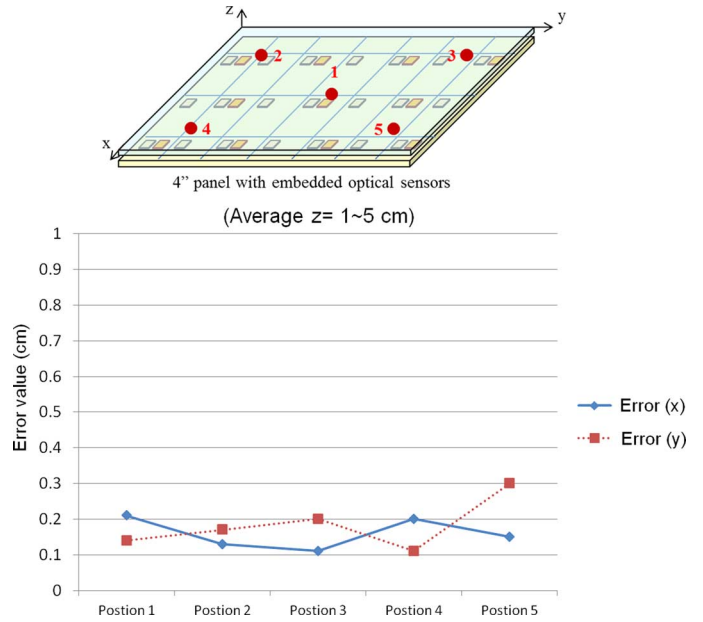 z
y
2
3
1
4
5
x
4” panel with embedded optical sensors
(Average z= 1~5 cm)
1
0.9
0.8
0.7
0.6
0.5
0.4
0.3
0.2
0.1
0
Error value (cm)
Error (x)
Error (y)
Postion 1
Postion 2
Postion 3
Postion 4
Postion 5